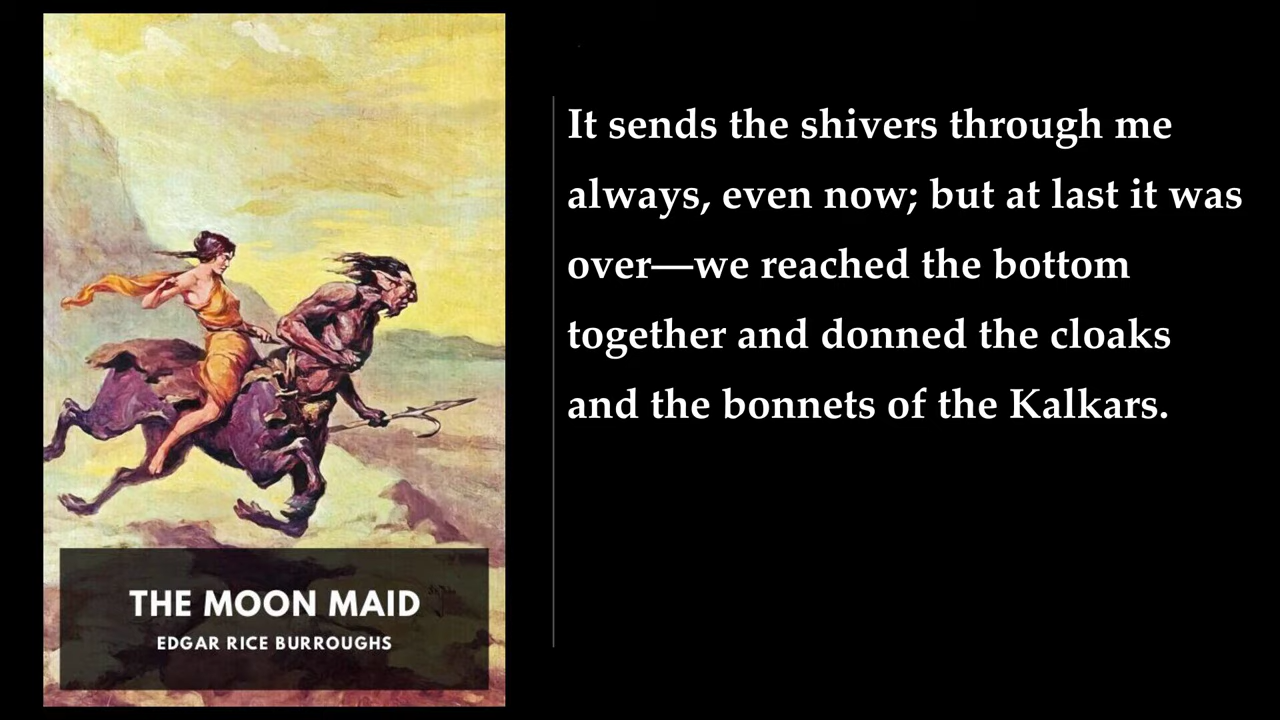 THE MOON MAID
EDGAR RICE BURROUGHS
It sends the shivers through me
always, even now; but at last it was
over—we reached the bottom
together and donned the cloaks
and the bonnets of the Kalkars.